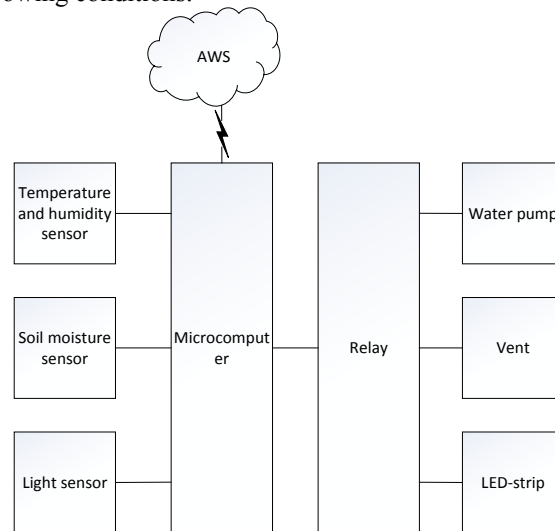 owing conditions.
AWS
Temperature
and humidity
sensor
Water pump
Soil moisture
sensor
Microcomput
er
Relay
Vent
Light sensor
LED-strip